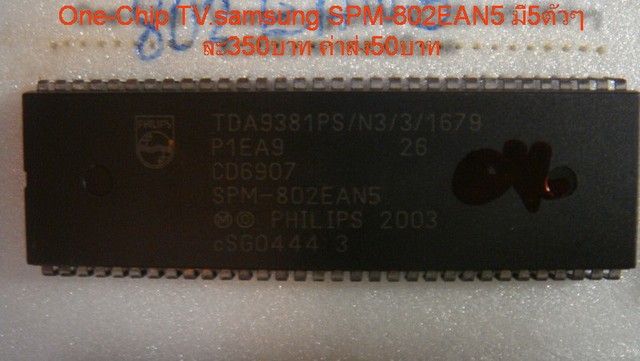 One-Chip TV.samsung SPM-802EAN5 มี5ตัวๆ
ละ350บาท ค่าส่ง50บาท
PHILIPS
TDA9381PS/N3/3/1679
P1EA9 26
CD6907
SPM-802EAN5
Ⓜ© PHILIPS 2003
cSG0444 3